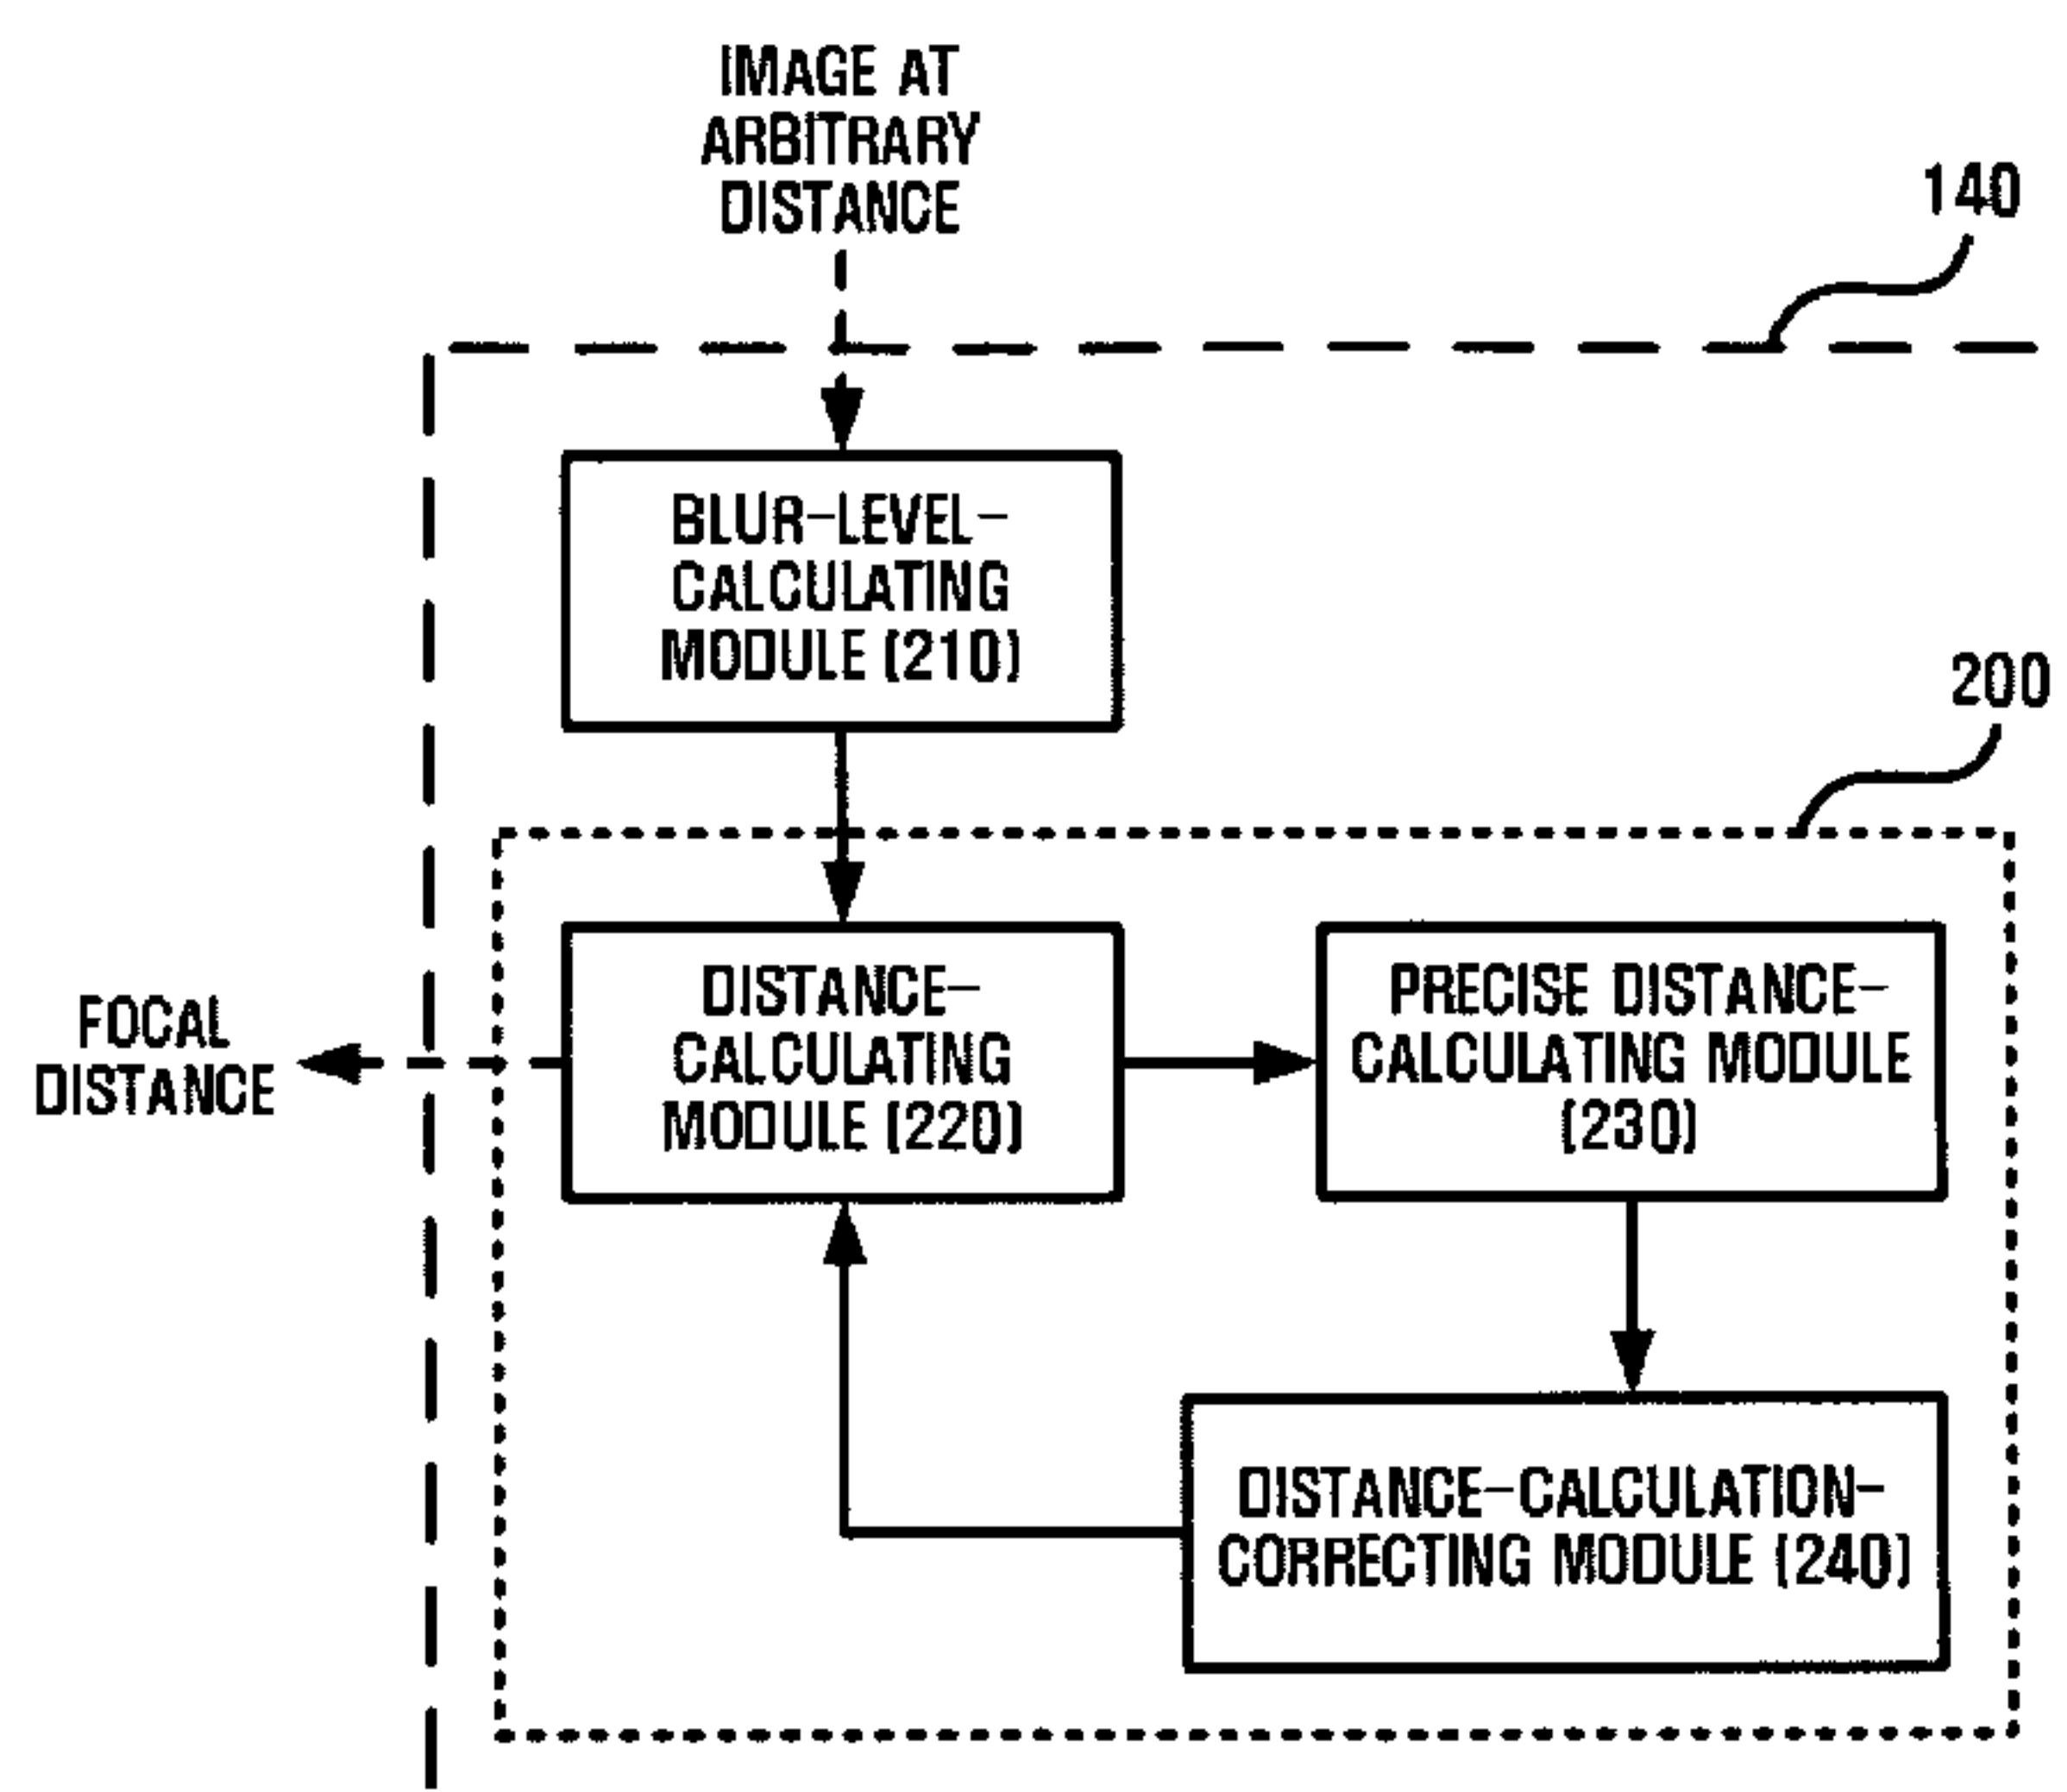 IMAGE AT
ARBITRARY
DISTANCE
140
BLUR-LEVEL-
CALCULATING
MODULE (210)
200
FOCAL
DISTANCE
DISTANCE-
CALCULATING
MODULE (220)
PRECISE DISTANCE-
CALCULATING MODULE
(230)
DISTANCE-CALCULATION-
CORRECTING MODULE (240)